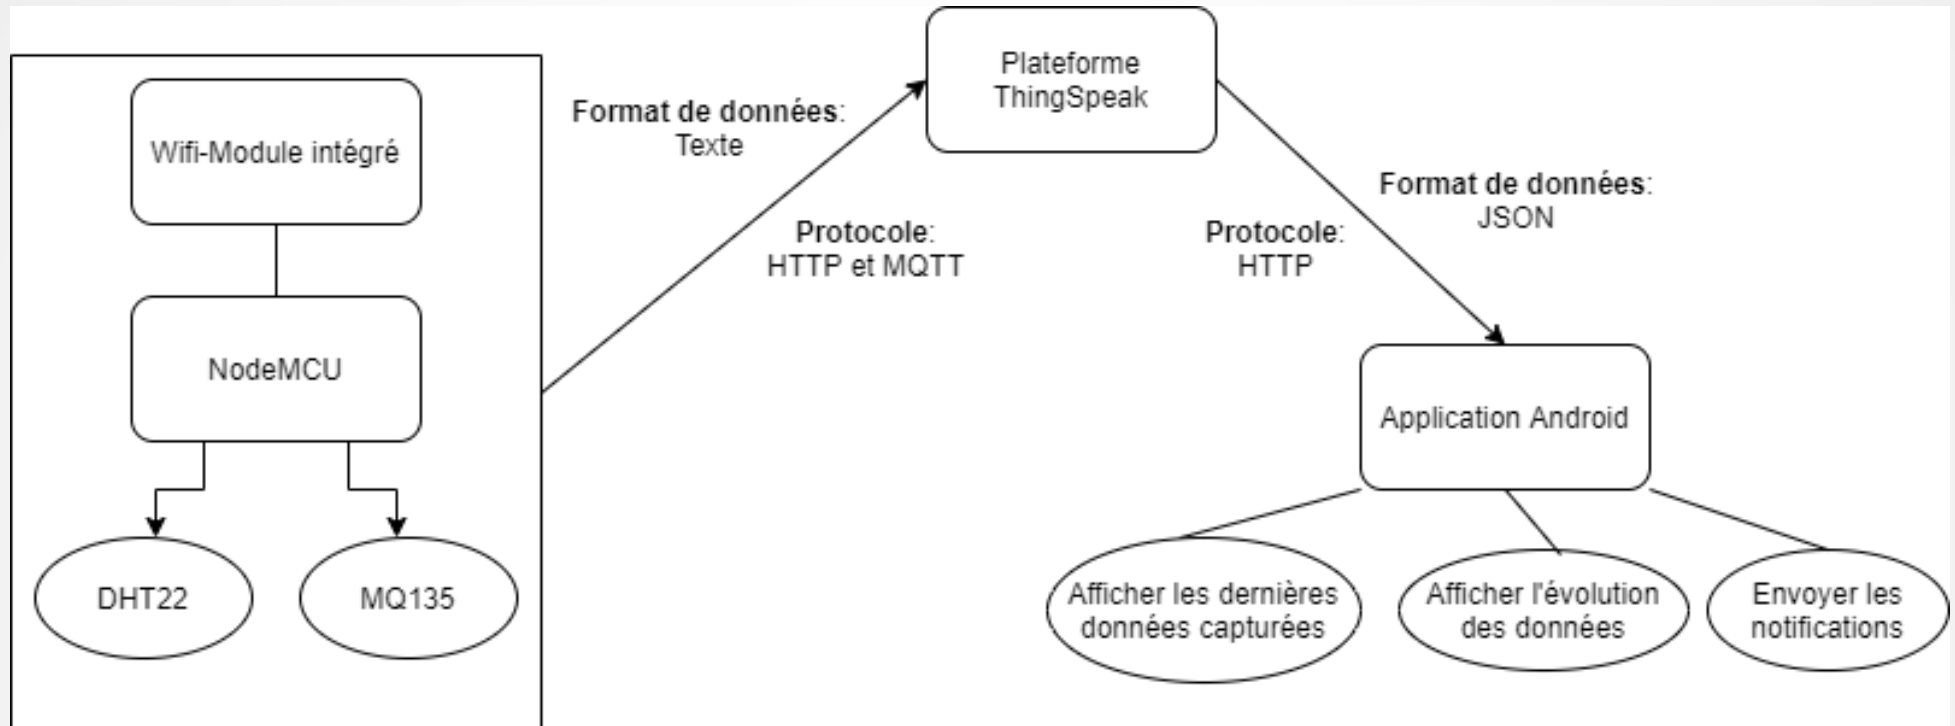 Wifi-Module intégré
NodeMCU
DHT22
MQ135
Format de données:
Texte
Protocole:
HTTP et MQTT
Plateforme
ThingSpeak
Format de données:
JSON
Protocole:
HTTP
Application Android
Afficher les dernières
données capturées
Afficher l'évolution
des données
Envoyer les
notifications